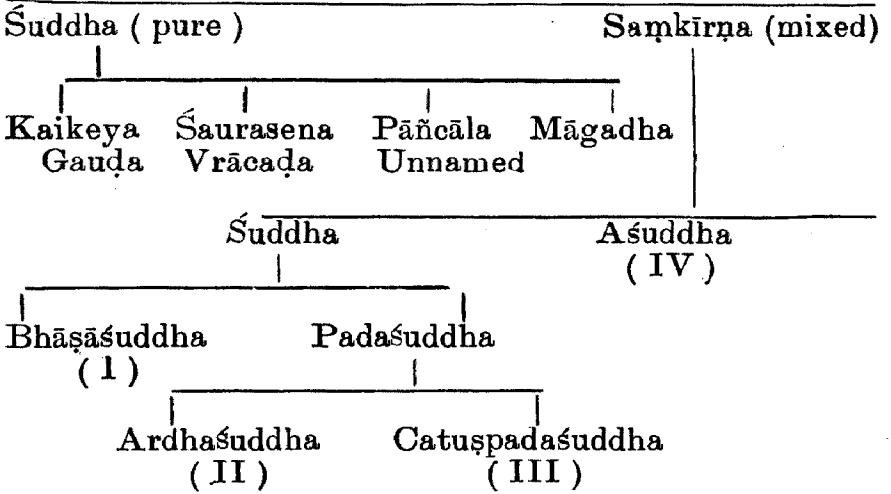 Śuddha ( pure ) Saṃkīrṇa (mixed)
Kaikeya Śaurasena Pāñcāla Māgadha
Gauḍa Vrācaḍa Unnamed
Śuddha Aśuddha
( IV )
Bhāṣāśuddha Padaśuddha
( I )
Ardhaśuddha Catuṣpadaśuddha
( II ) ( III )